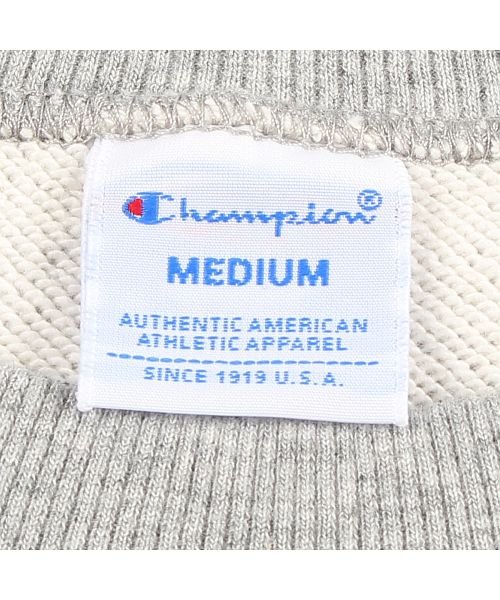 Champion®
MEDIUM
AUTHENTIC AMERICAN
ATHLETIC APPAREL
SINCE 1919 U.S.A.